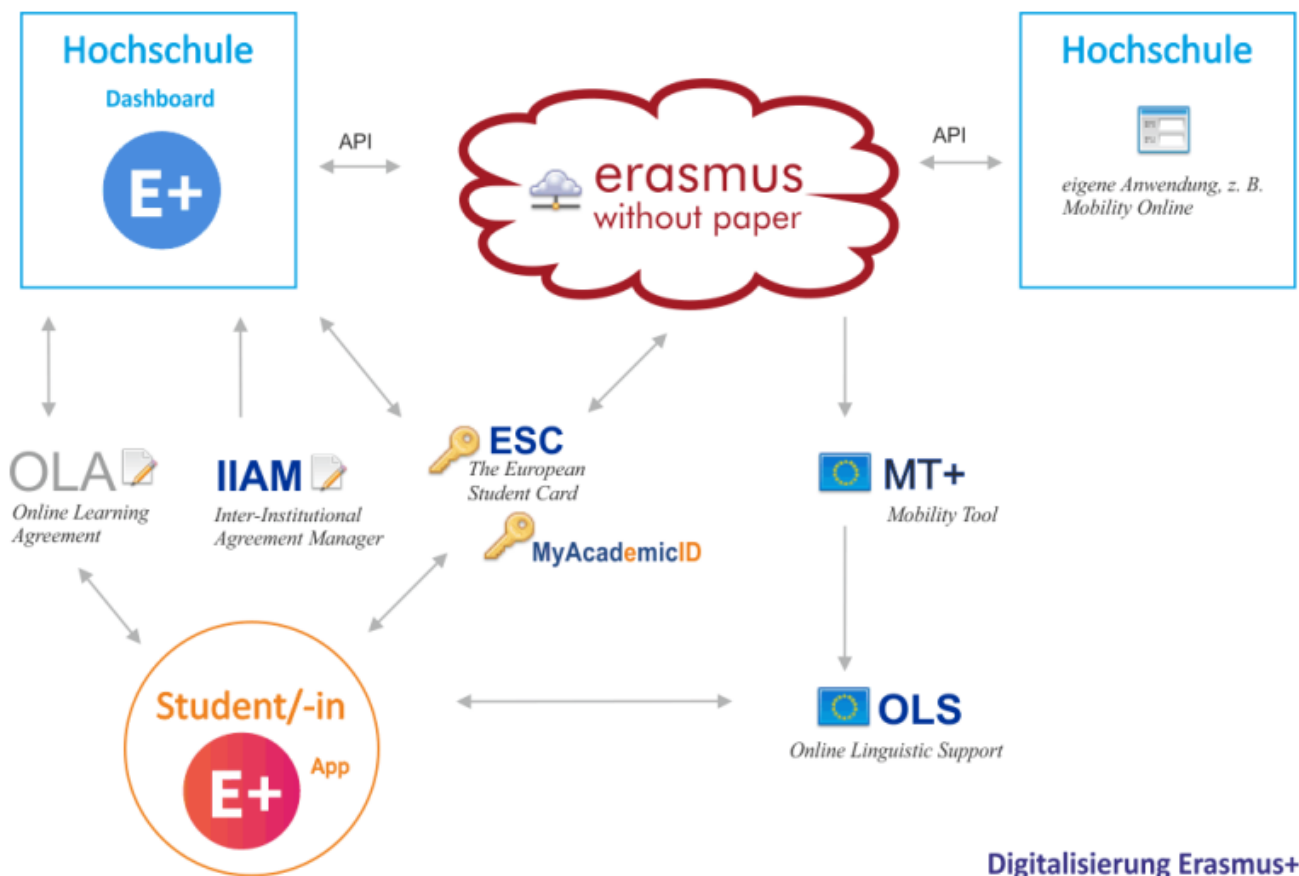 Hochschule
Dashboard
E+
API
erasmus
without paper
API
Hochschule
eigene Anwendung, z. B.
Mobility Online
OLA
Online Learning
Agreement
IIAM
Inter-Institutional
Agreement Manager
ESC
The European
Student Card
MyAcademicID
MT+
Mobility Tool
Student/-in
E+
App
OLS
Online Linguistic Support
Digitalisierung Erasmus+